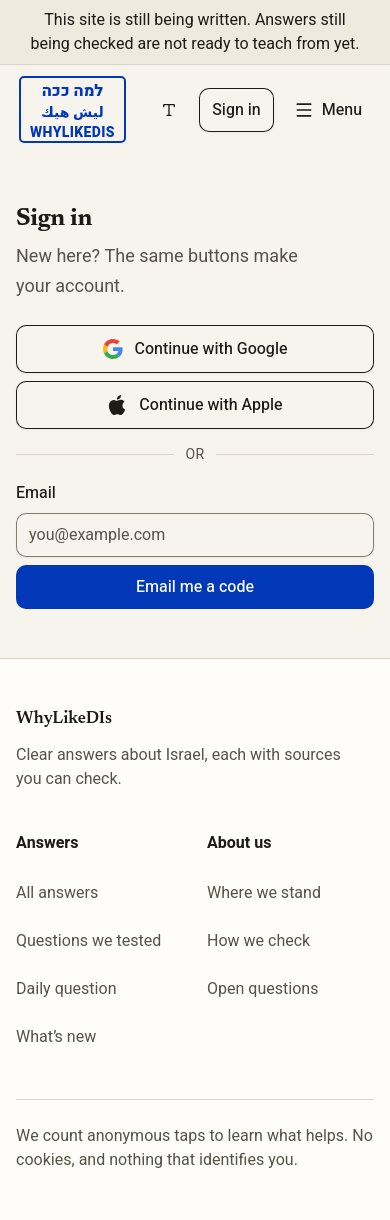 This site is still being written. Answers still
being checked are not ready to teach from yet.
למה ככה
ليش هيك
WHYLIKEDIS
T
Sign in
Menu
Sign in
New here? The same buttons make
your account.
Continue with Google
Continue with Apple
OR
Email
you@example.com
Email me a code
WhyLikeDIs
Clear answers about Israel, each with sources
you can check.
Answers
About us
All answers
Where we stand
Questions we tested
How we check
Daily question
Open questions
What’s new
We count anonymous taps to learn what helps. No
cookies, and nothing that identifies you.